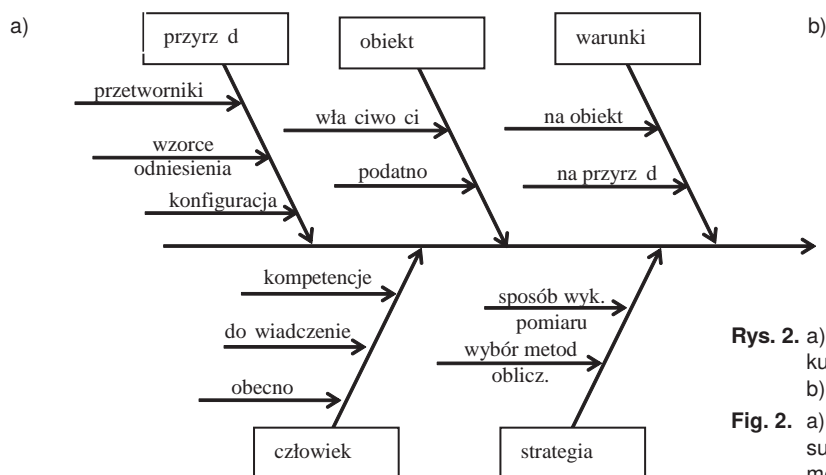 a)
przyrz d
obiekt
warunki
b)
przetworniki
wzorce
odniesienia
konfiguracja
wła ciwo ci
podatno
na obiekt
na przyrz d
kompetencje
do wiadczenie
obecno
sposób wyk.
pomiaru
wybór metod
oblicz.
człowiek
strategia
Rys. 2. a)
ku
b)
Fig. 2. a)
su